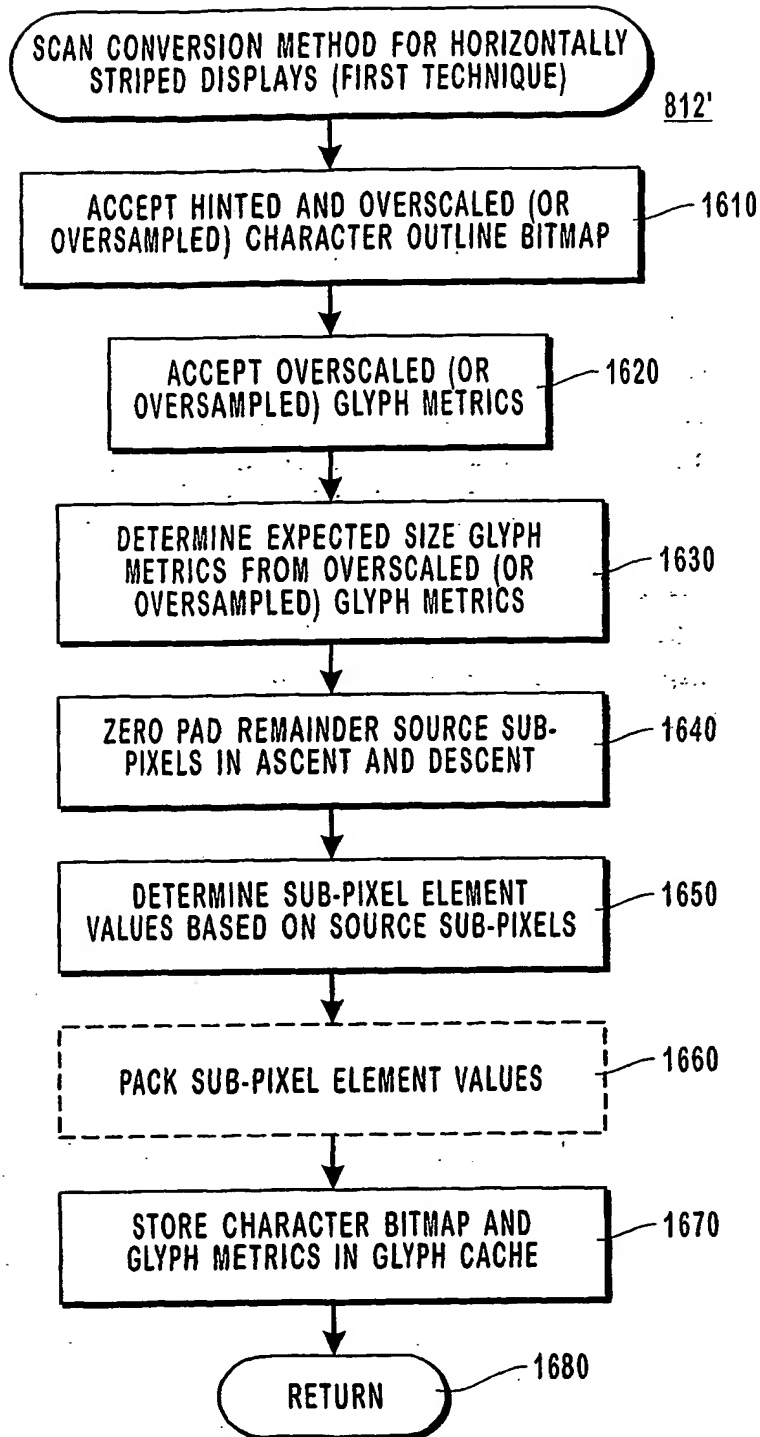 SCAN CONVERSION METHOD FOR HORIZONTALLY
STRIPED DISPLAYS (FIRST TECHNIQUE)
812'
ACCEPT HINTED AND OVERSCALED (OR
OVERSAMPLED) CHARACTER OUTLINE BITMAP
1610
ACCEPT OVERSCALED (OR
OVERSAMPLED) GLYPH METRICS
1620
DETERMINE EXPECTED SIZE GLYPH
METRICS FROM OVERSCALED (OR
OVERSAMPLED) GLYPH METRICS
1630
ZERO PAD REMAINDER SOURCE SUB-
PIXELS IN ASCENT AND DESCENT
1640
DETERMINE SUB-PIXEL ELEMENT
VALUES BASED ON SOURCE SUB-PIXELS
1650
PACK SUB-PIXEL ELEMENT VALUES
1660
STORE CHARACTER BITMAP AND
GLYPH METRICS IN GLYPH CACHE
1670
RETURN
1680